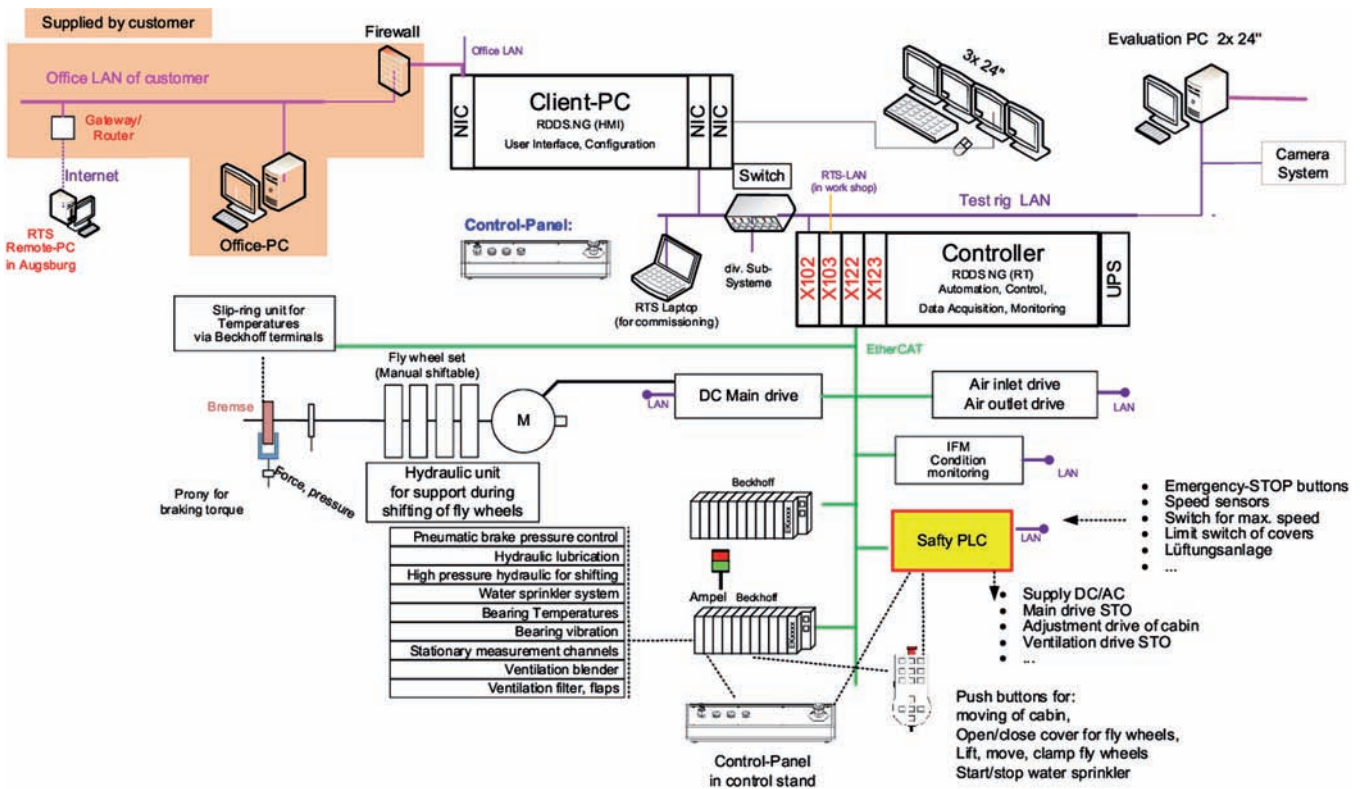 Supplied by customer
Firewall
Office LAN
Office LAN of customer
Gateway/
Router
Internet
RTS
Remote-PC
in Augsburg
Office-PC
NIC
Client-PC
RDDS.NG (HMI)
User Interface, Configuration
NIC
NIC
3x 24"
Evaluation PC 2x 24"
Camera
System
Switch
RTS-LAN
(in work shop)
Test rig LAN
Control-Panel:
RTS Laptop
(for commissioning)
div. Sub-
Systeme
X102
X103
X122
X123
Controller
RDDS NG (RT)
Automation, Control,
Data Acquisition, Monitoring
UPS
EtherCAT
Slip-ring unit for
Temperatures
via Beckhoff terminals
Fly wheel set
(Manual shiftable)
Bremse
M
LAN
DC Main drive
Air inlet drive
Air outlet drive
LAN
IFM
Condition
monitoring
LAN
Force, pressure
Prony for
braking torque
Hydraulic unit
for support during
shifting of fly wheels
Beckhoff
Safty PLC
LAN
• Emergency-STOP buttons
• Speed sensors
• Switch for max. speed
• Limit switch of covers
• Lüftungsanlage
• ...
Pneumatic brake pressure control
Hydraulic lubrication
High pressure hydraulic for shifting
Water sprinkler system
Bearing Temperatures
Bearing vibration
Stationary measurement channels
Ventilation blender
Ventilation filter, flaps
Ampel
Beckhoff
• Supply DC/AC
• Main drive STO
• Adjustment drive of cabin
• Ventilation drive STO
• ...
Control-Panel
in control stand
Push buttons for:
moving of cabin,
Open/close cover for fly wheels,
Lift, move, clamp fly wheels
Start/stop water sprinkler